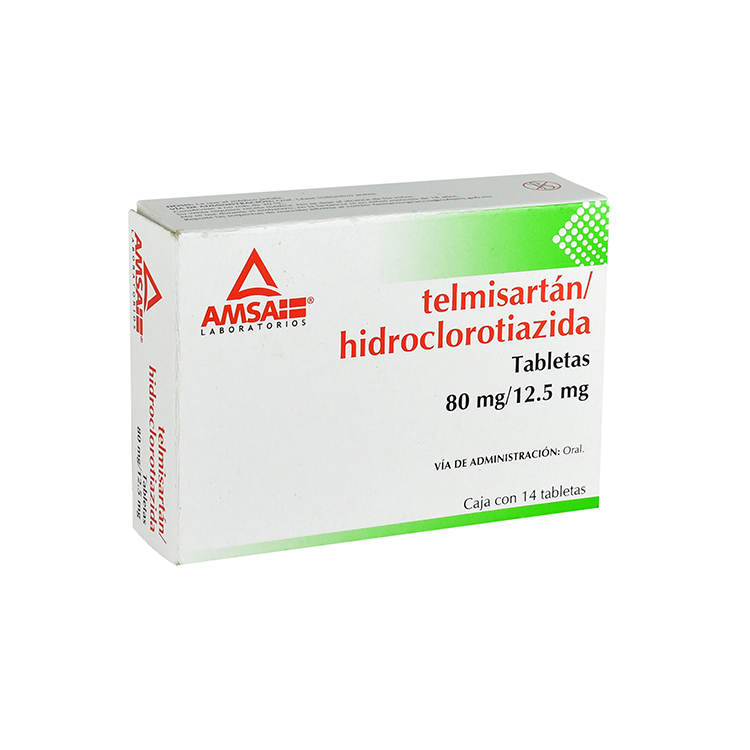 AMSA®
LABORATORIOS
telmisartán/
hidroclorotiazida
Tabletas
80 mg/12.5 mg
VÍA DE ADMINISTRACIÓN: Oral.
Caja con 14 tabletas
AMSA®
LABORATORIOS
telmisartán/
hidroclorotiazida
Tabletas
80 mg/12.5 mg